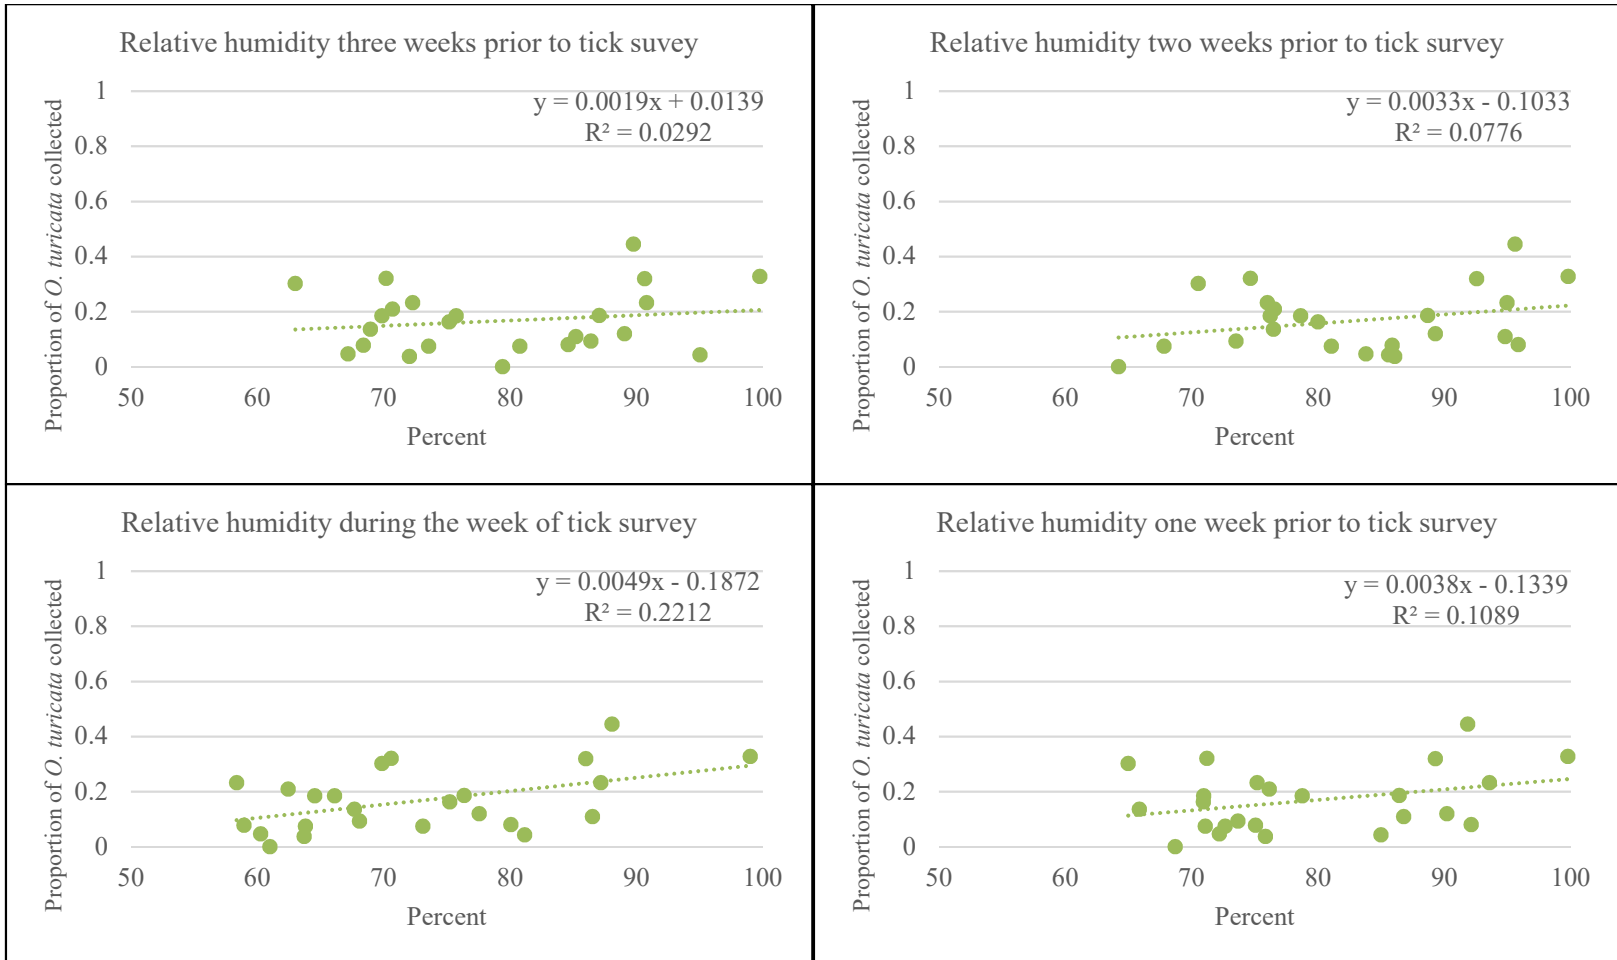 Relative humidity three weeks prior to tick suvey
y = 0.0019x + 0.0139
R² = 0.0292
Proportion of O. turicata collected
1
0.8
0.6
0.4
0.2
0
50 60 70 80 90 100
Percent
Relative humidity two weeks prior to tick survey
y = 0.0033x - 0.1033
R² = 0.0776
Proportion of O. turicata collected
1
0.8
0.6
0.4
0.2
0
50 60 70 80 90 100
Percent
Relative humidity during the week of tick survey
y = 0.0049x - 0.1872
R² = 0.2212
Proportion of O. turicata collected
1
0.8
0.6
0.4
0.2
0
50 60 70 80 90 100
Percent
Relative humidity one week prior to tick survey
y = 0.0038x - 0.1339
R² = 0.1089
Proportion of O. turicata collected
1
0.8
0.6
0.4
0.2
0
50 60 70 80 90 100
Percent